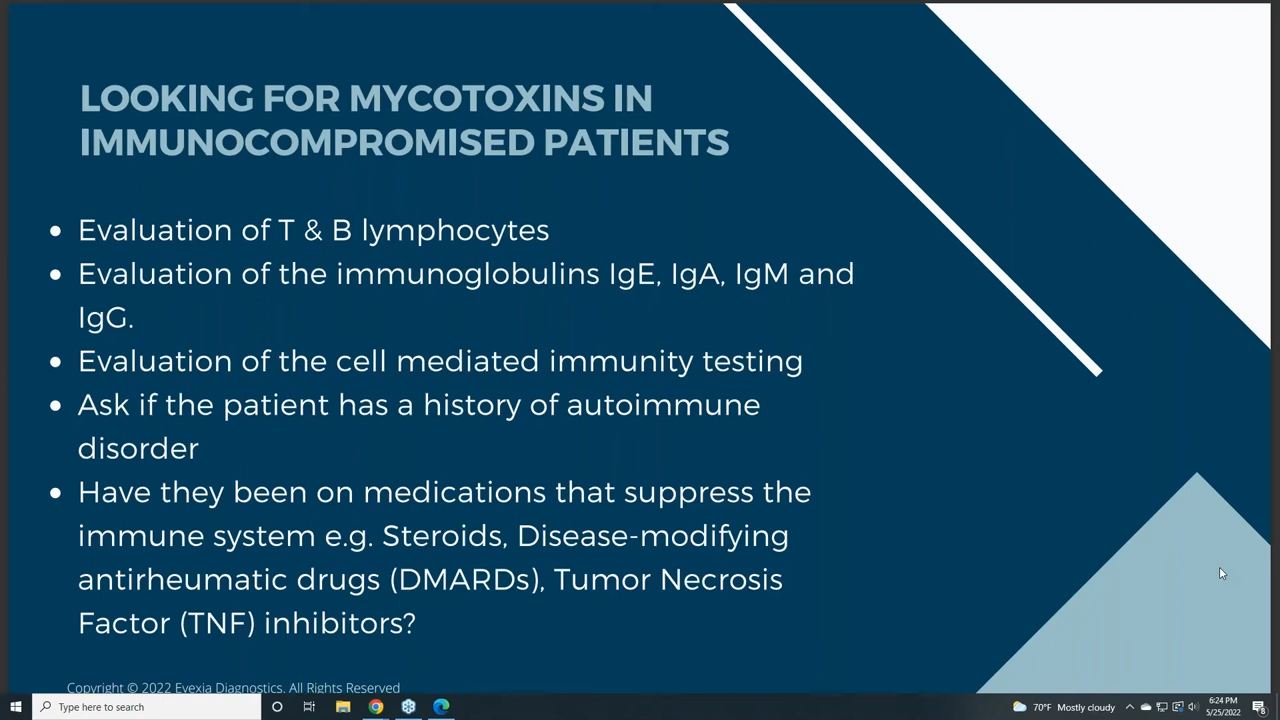 LOOKING FOR MYCOTOXINS IN
IMMUNOCOMPROMISED PATIENTS
• Evaluation of T & B lymphocytes
• Evaluation of the immunoglobulins IgE, IgA, IgM and
IgG.
• Evaluation of the cell mediated immunity testing
• Ask if the patient has a history of autoimmune
disorder
• Have they been on medications that suppress the
immune system e.g. Steroids, Disease-modifying
antirheumatic drugs (DMARDs), Tumor Necrosis
Factor (TNF) inhibitors?
Copyright © 2022 Evexia Diagnostics. All Rights Reserved
Type here to search
70°F Mostly cloudy
6:24 PM
5/25/2022
8